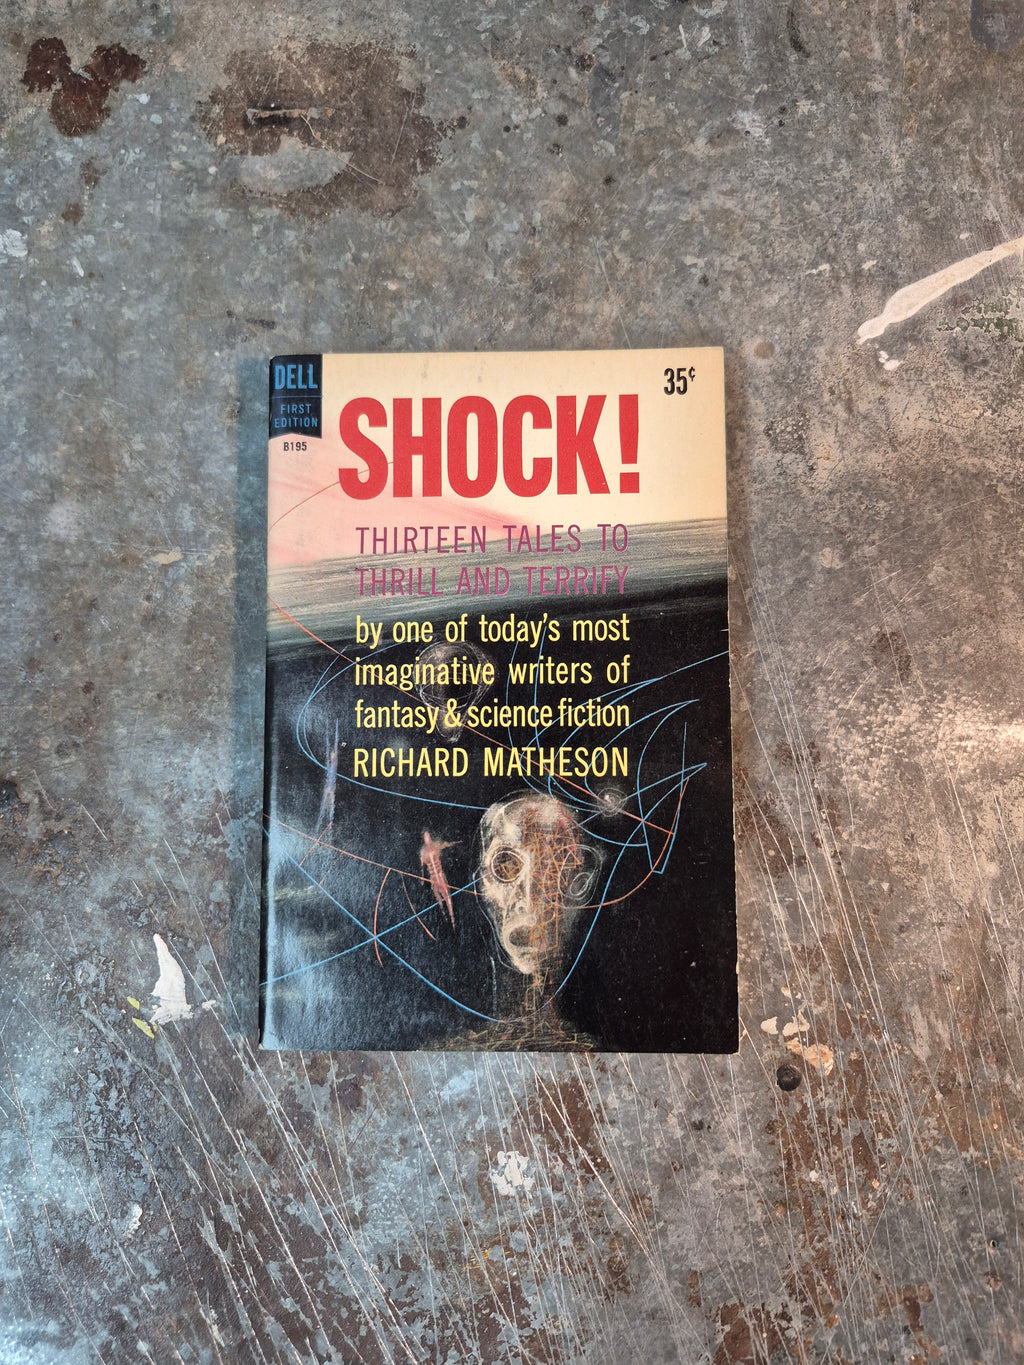 DELL
FIRST
EDITION
B195
35¢
SHOCK!
THIRTEEN TALES TO
THRILL AND TERRIFY
by one of today's most
imaginative writers of
fantasy & science fiction
RICHARD MATHESON